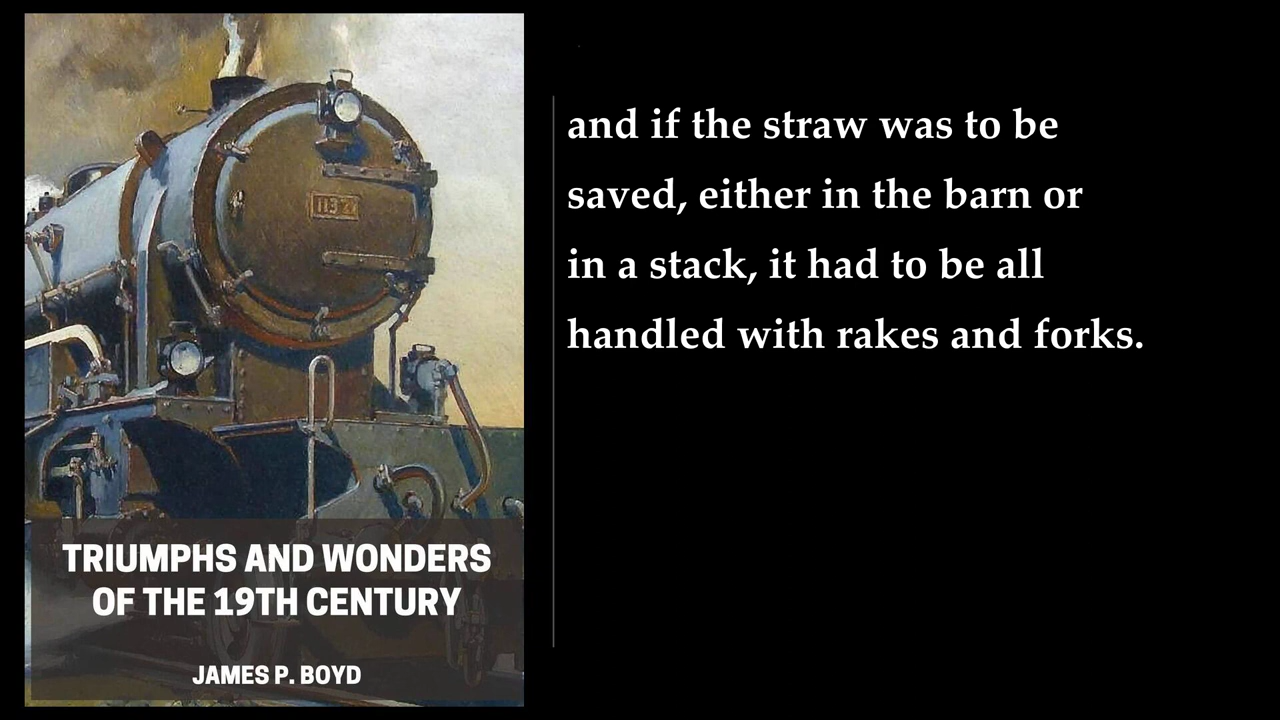 and if the straw was to be
saved, either in the barn or
in a stack, it had to be all
handled with rakes and forks.
TRIUMPHS AND WONDERS
OF THE 19TH CENTURY
JAMES P. BOYD